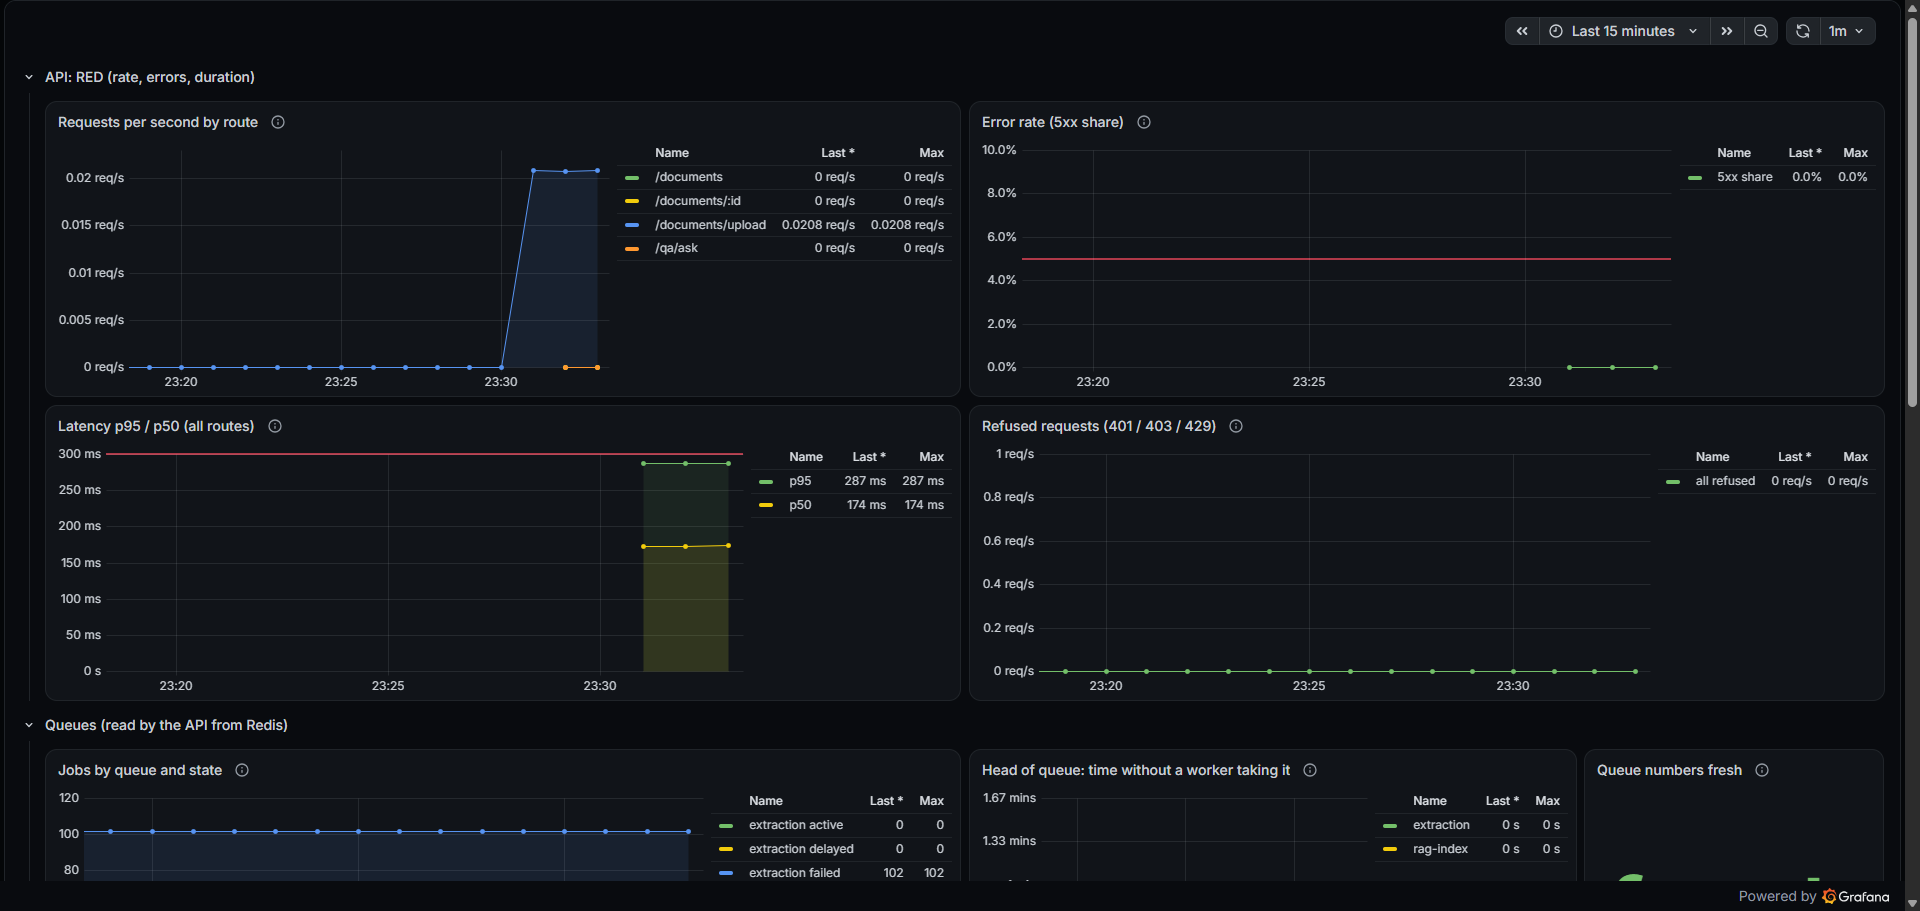 Last 15 minutes
1m
API: RED (rate, errors, duration)
Requests per second by route
0.02 req/s
0.015 req/s
0.01 req/s
0.005 req/s
0 req/s
23:20 23:25 23:30
Name Last * Max
/documents 0 req/s 0 req/s
/documents/:id 0 req/s 0 req/s
/documents/upload 0.0208 req/s 0.0208 req/s
/qa/ask 0 req/s 0 req/s
Error rate (5xx share)
10.0%
8.0%
6.0%
4.0%
2.0%
0.0%
23:20 23:25 23:30
Name Last * Max
5xx share 0.0% 0.0%
Latency p95 / p50 (all routes)
300 ms
250 ms
200 ms
150 ms
100 ms
50 ms
0 s
23:20 23:25 23:30
Name Last * Max
p95 287 ms 287 ms
p50 174 ms 174 ms
Refused requests (401 / 403 / 429)
1 req/s
0.8 req/s
0.6 req/s
0.4 req/s
0.2 req/s
0 req/s
23:20 23:25 23:30
Name Last * Max
all refused 0 req/s 0 req/s
Queues (read by the API from Redis)
Jobs by queue and state
120
100
80
Name Last * Max
extraction active 0 0
extraction delayed 0 0
extraction failed 102 102
Head of queue: time without a worker taking it
1.67 mins
1.33 mins
Name Last * Max
extraction 0 s 0 s
rag-index 0 s 0 s
Queue numbers fresh
Powered by Grafana